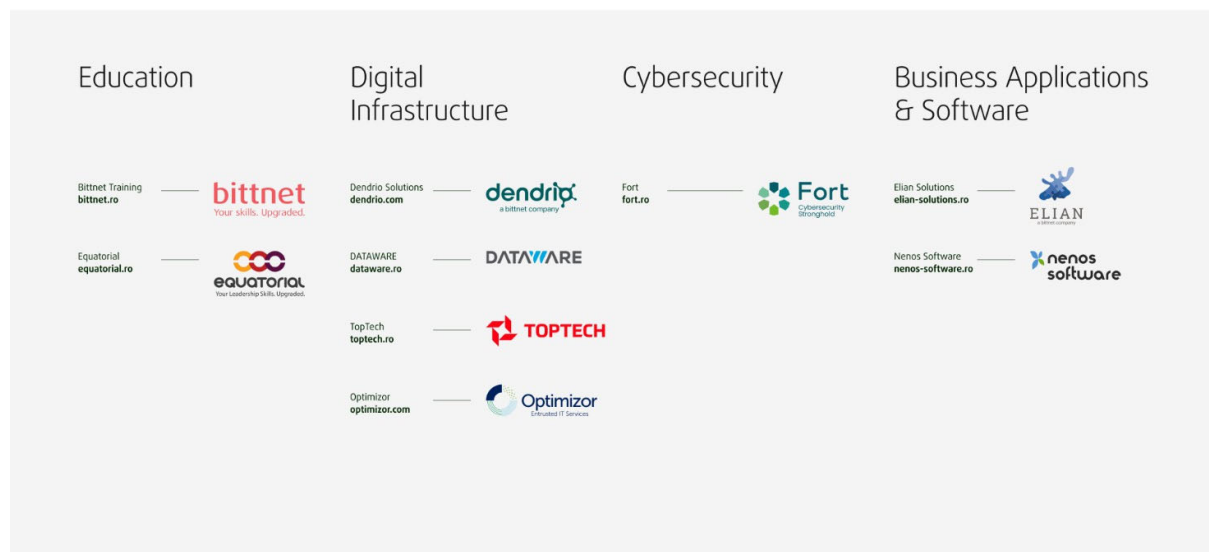 Education
Bittnet Training
bittnet.ro
bittnet
Your skills. Upgraded.
Equatorial
equatorial.ro
equatorial
Your Leadership Skills. Upgraded.
Digital
Infrastructure
Dendrio Solutions
dendrio.com
dendrio
a bittnet company
DATAWARE
dataware.ro
DATAWARE
TopTech
toptech.ro
TOPTECH
Optimizor
optimizor.com
Optimizor
Entrusted IT Services
Cybersecurity
Fort
fort.ro
Fort
Cybersecurity
Stronghold
Business Applications
& Software
Elian Solutions
elian-solutions.ro
ELIAN
a bittnet company
Nenos Software
nenos-software.ro
nenos
software